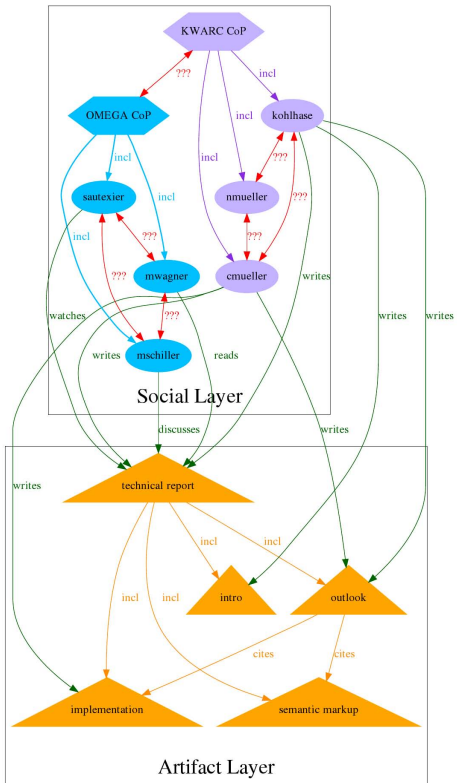 KWARC CoP
???
incl
OMEGA CoP
kohlhase
incl
incl
incl
???
sautexier
nmueller
???
incl
???
???
???
mwagner
cmueller
writes
watches
???
writes
writes
writes
reads
mschiller
Social Layer
discusses
writes
writes
technical report
incl
incl
intro
outlook
incl
incl
cites
cites
implementation
semantic markup
Artifact Layer